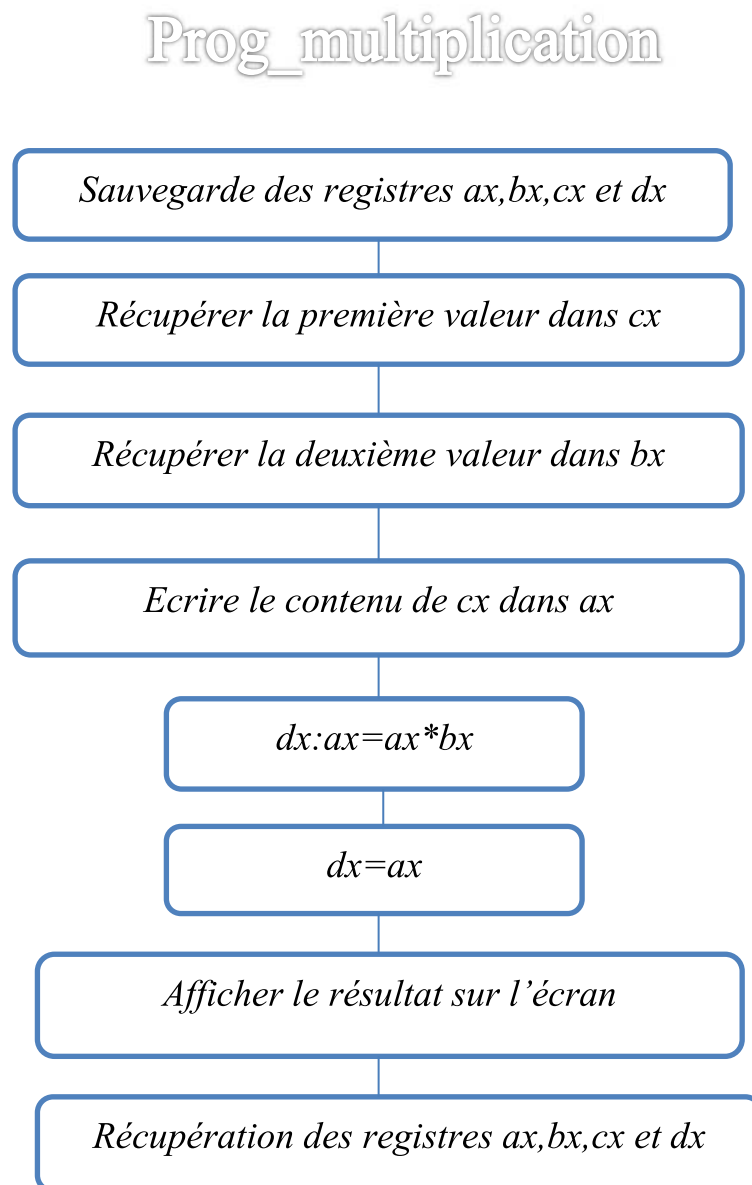 Prog_multiplication
Sauvegarde des registres ax,bx,cx et dx
Récupérer la première valeur dans cx
Récupérer la deuxième valeur dans bx
Ecrire le contenu de cx dans ax
dx:ax=ax*bx
dx=ax
Afficher le résultat sur l’écran
Récupération des registres ax,bx,cx et dx